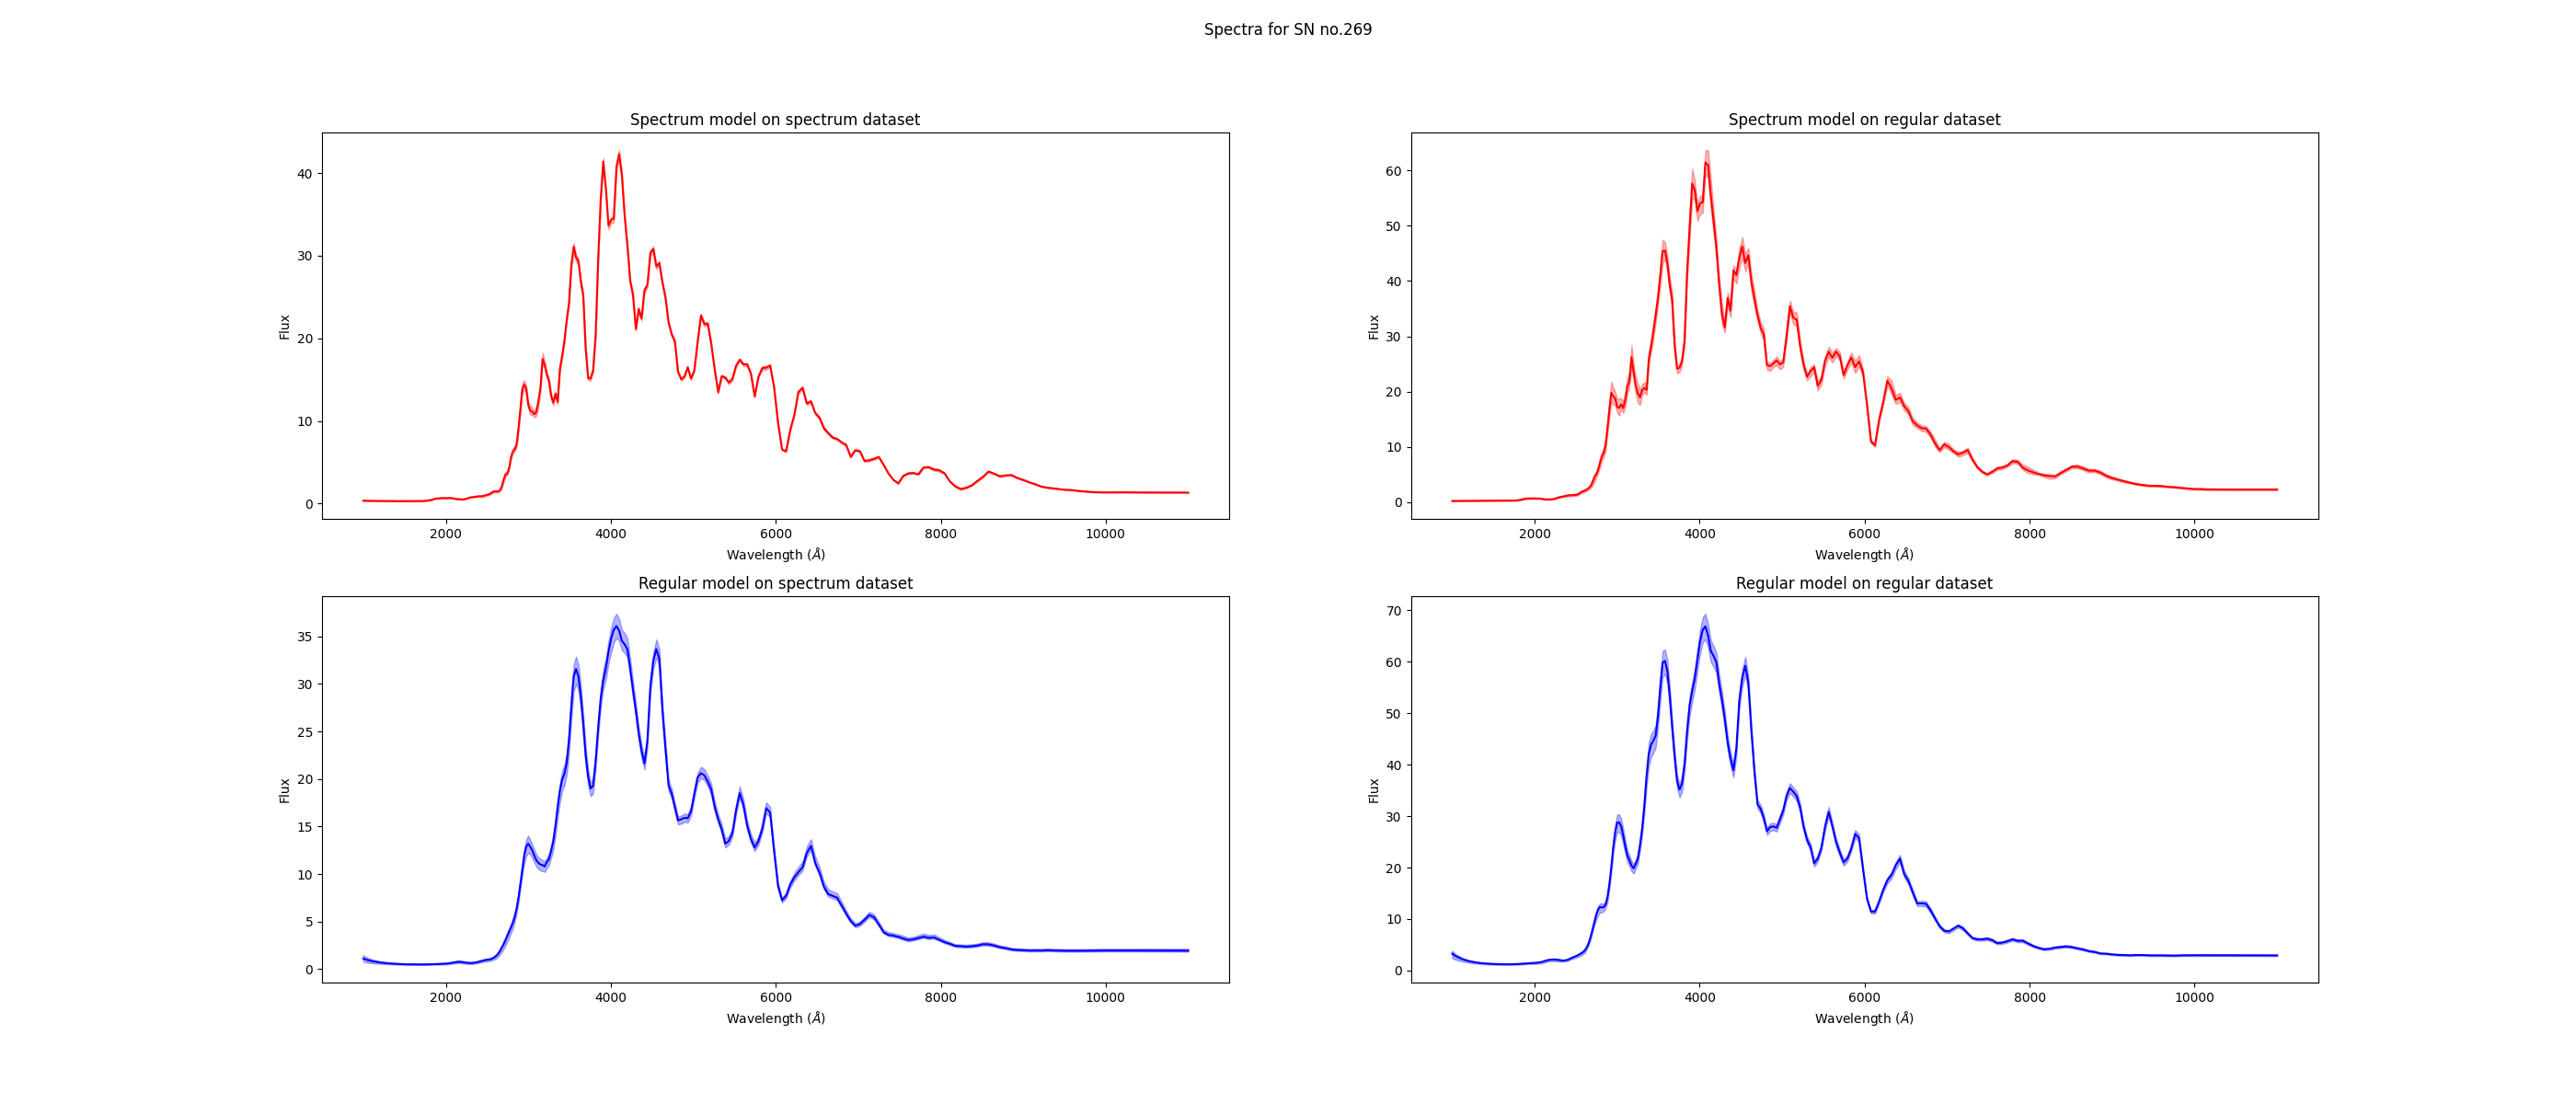 Spectra for SN no.269
Spectrum model on spectrum dataset
Flux
40
30
20
10
0
2000 4000 6000 8000 10000
Wavelength (Å)
Spectrum model on regular dataset
Flux
60
50
40
30
20
10
0
2000 4000 6000 8000 10000
Wavelength (Å)
Regular model on spectrum dataset
Flux
35
30
25
20
15
10
5
0
2000 4000 6000 8000 10000
Wavelength (Å)
Regular model on regular dataset
Flux
70
60
50
40
30
20
10
0
2000 4000 6000 8000 10000
Wavelength (Å)